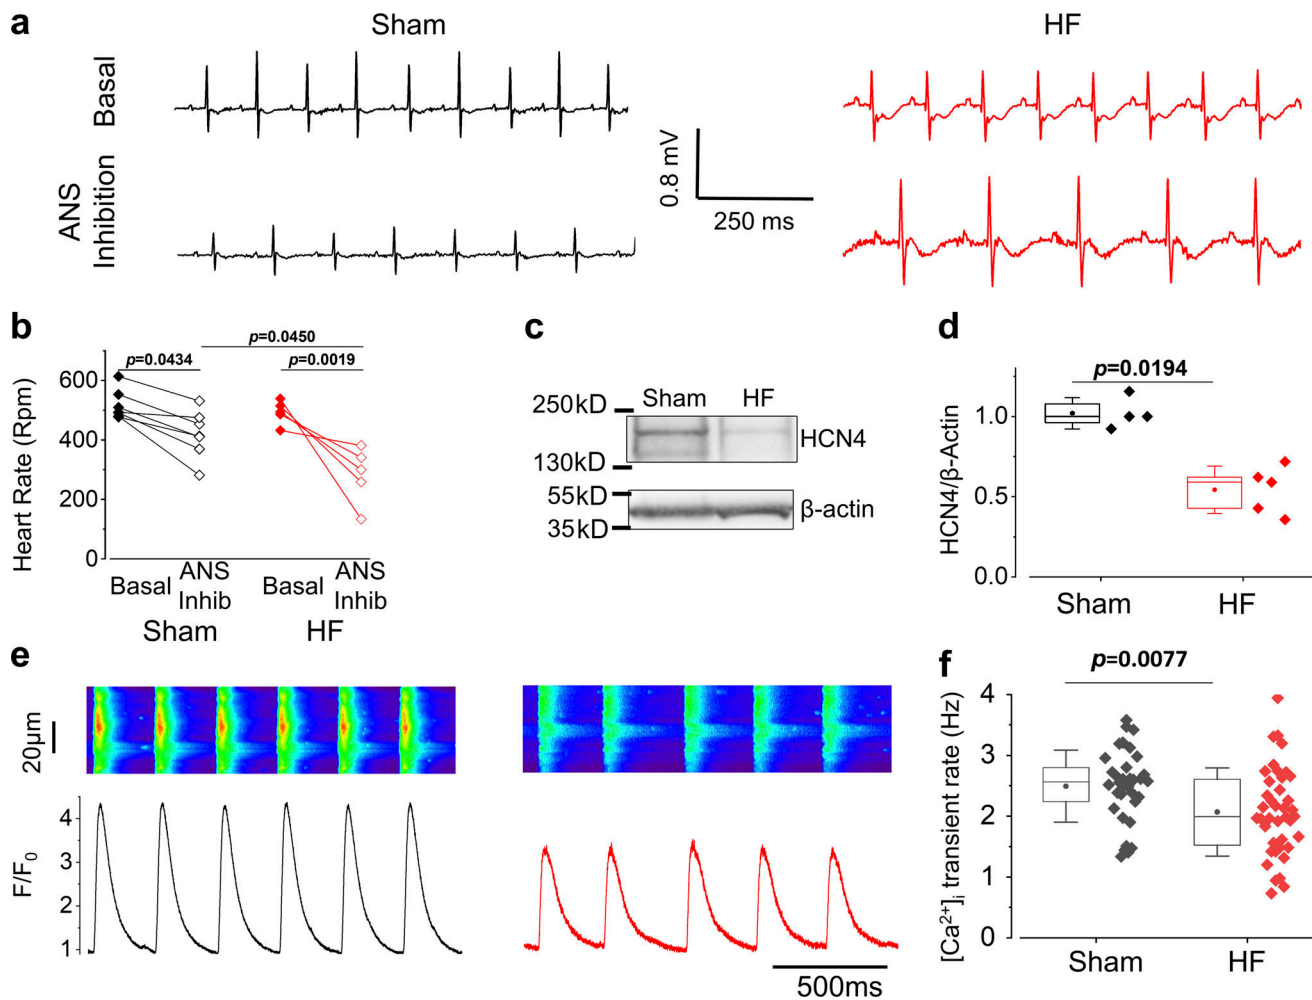 a
Sham
HF
Basal
ANS
Inhibition
0.8 mV
250 ms
b
p=0.0450
p=0.0434
p=0.0019
Heart Rate (Rpm)
600
400
200
0
Basal
ANS
Inhib
Basal
ANS
Inhib
Sham
HF
c
Sham
HF
250kD
HCN4
130kD
55kD
β-actin
35kD
d
p=0.0194
HCN4/β-Actin
1.0
0.5
0.0
Sham
HF
e
20μm
F/F0
4
3
2
1
500ms
f
p=0.0077
[Ca2+]i transient rate (Hz)
4
3
2
1
0
Sham
HF